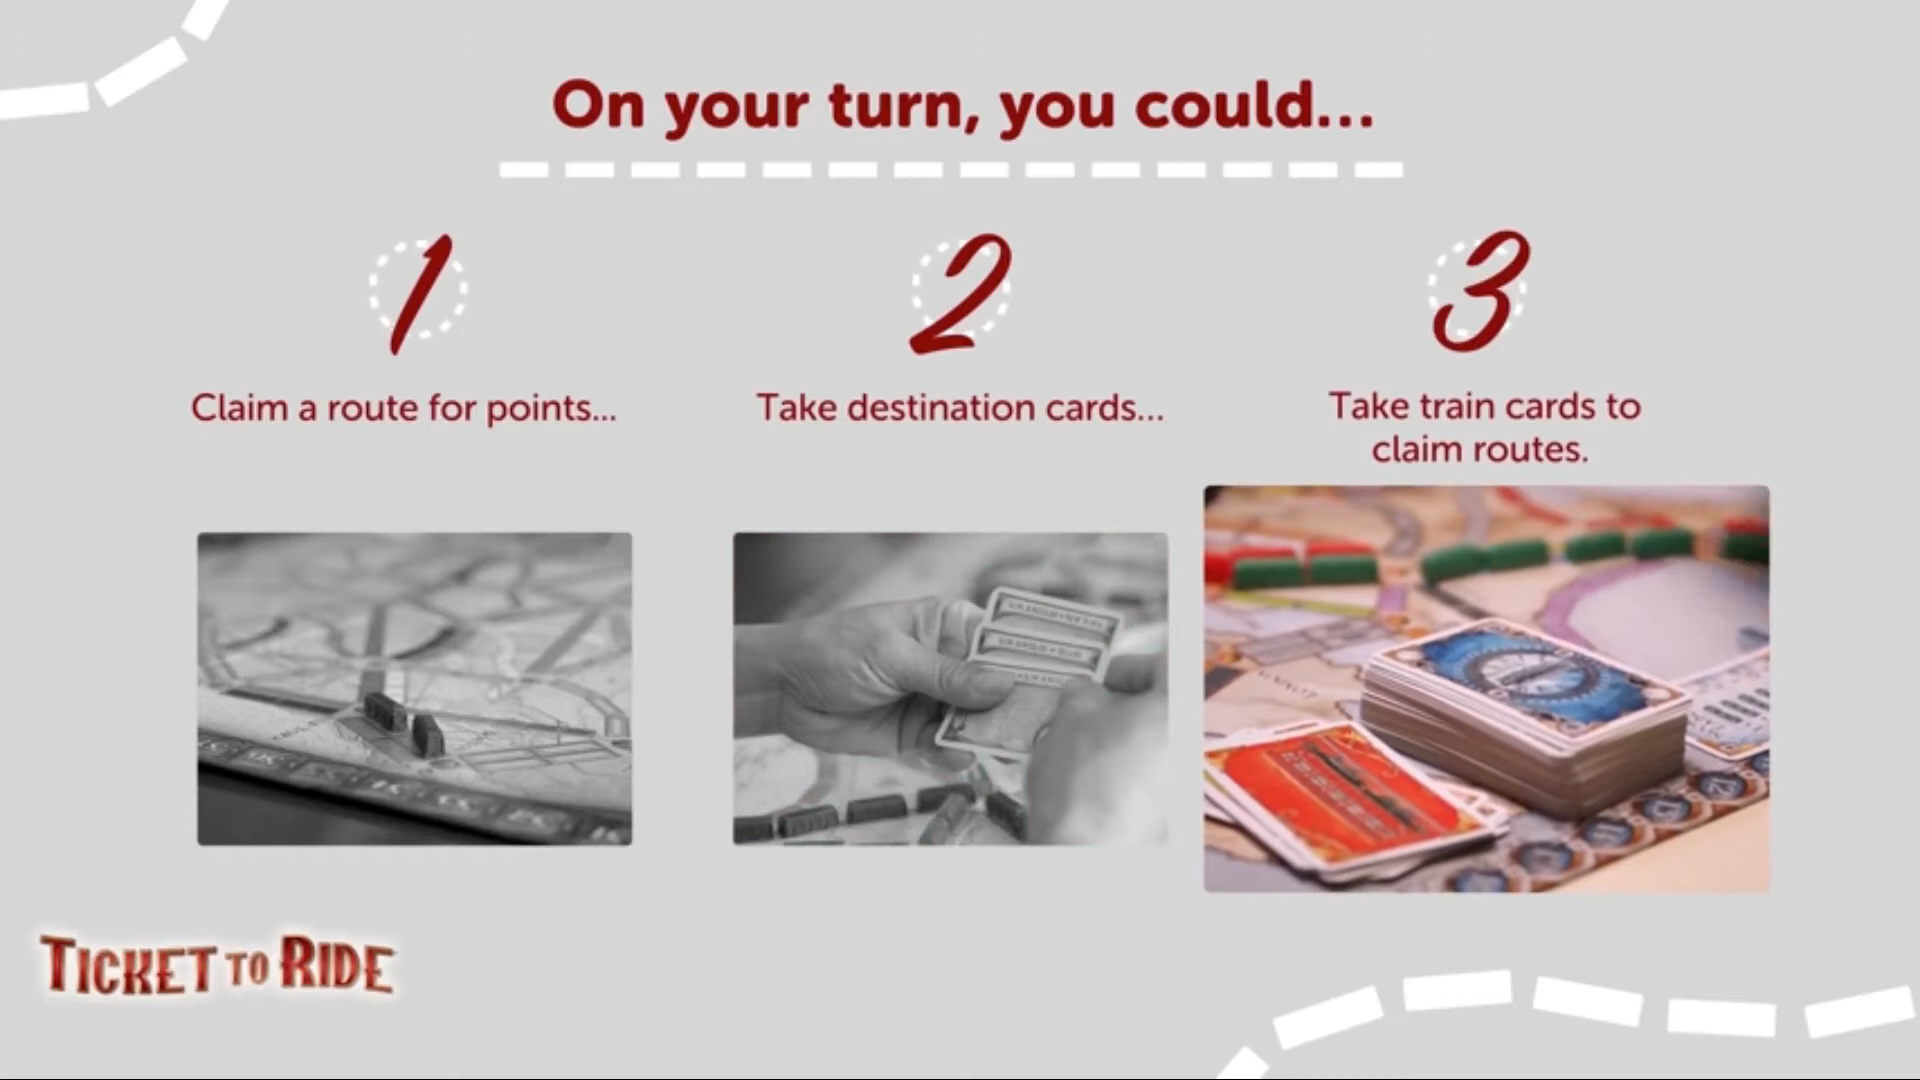 On your turn, you could...
1
2
3
Claim a route for points...
Take destination cards...
Take train cards to
claim routes.
TICKET TO RIDE